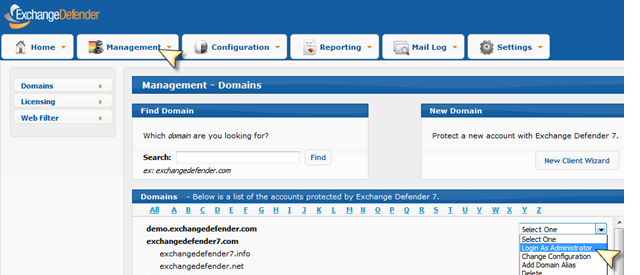 ExchangeDefender
Home Management Configuration Reporting Mail Log Settings
Domains
Licensing
Web Filter
Management - Domains
Find Domain
Which domain are you looking for?
Search: Find
ex: exchangedefender.com
New Domain
Protect a new account with Exchange Defender 7.
New Client Wizard
Domains - Below is a list of the accounts protected by Exchange Defender 7.
All A B C D E F G H I J K L M N O P Q R S T U V W X Y Z
demo.exchangedefender.com
Select One
exchangedefender7.com
exchangedefender7.info
exchangedefender.net
Select One
Login As Administrator
Change Configuration
Add Domain Alias
Delete